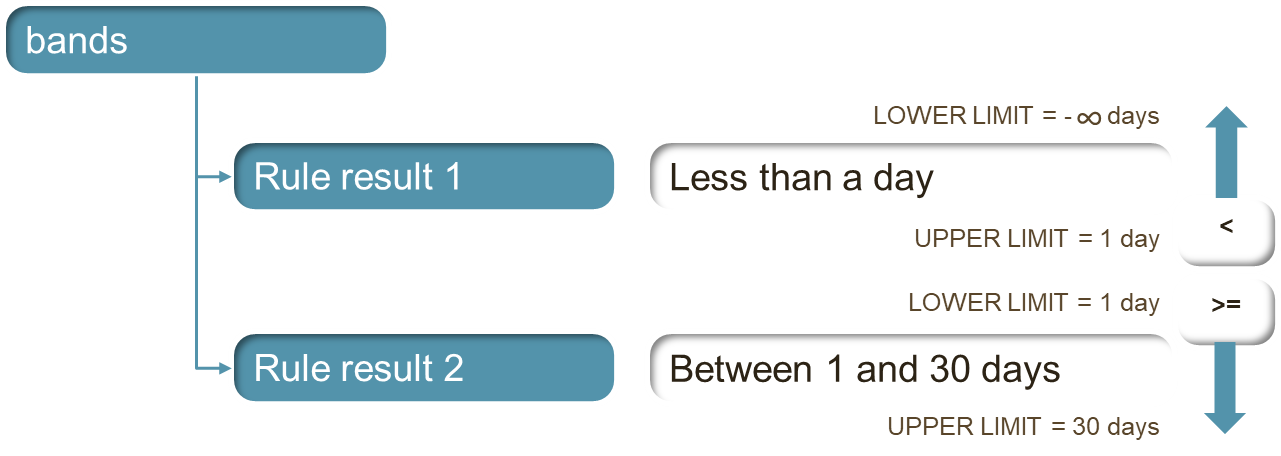 bands
LOWER LIMIT = - ∞ days
Rule result 1
Less than a day
<
UPPER LIMIT = 1 day
LOWER LIMIT = 1 day
>=
Rule result 2
Between 1 and 30 days
UPPER LIMIT = 30 days